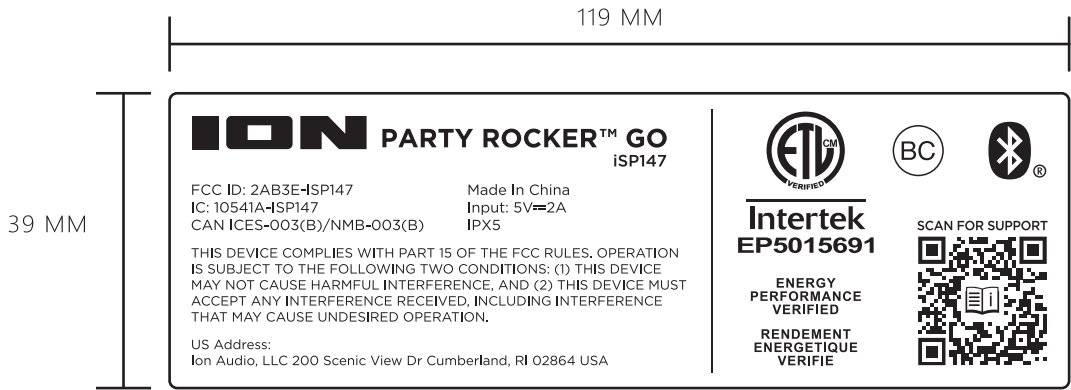 119 MM
39 MM
ION PARTY ROCKER™ GO
iSP147
FCC ID: 2AB3E-ISP147
IC: 10541A-ISP147
CAN ICES-003(B)/NMB-003(B)
Made In China
Input: 5V⎓2A
IPX5
THIS DEVICE COMPLIES WITH PART 15 OF THE FCC RULES. OPERATION
IS SUBJECT TO THE FOLLOWING TWO CONDITIONS: (1) THIS DEVICE
MAY NOT CAUSE HARMFUL INTERFERENCE, AND (2) THIS DEVICE MUST
ACCEPT ANY INTERFERENCE RECEIVED, INCLUDING INTERFERENCE
THAT MAY CAUSE UNDESIRED OPERATION.
US Address:
Ion Audio, LLC 200 Scenic View Dr Cumberland, RI 02864 USA
ETL CM
VERIFIED
Intertek
EP5015691
ENERGY
PERFORMANCE
VERIFIED
RENDEMENT
ENERGETIQUE
VERIFIE
BC
®
SCAN FOR SUPPORT
i